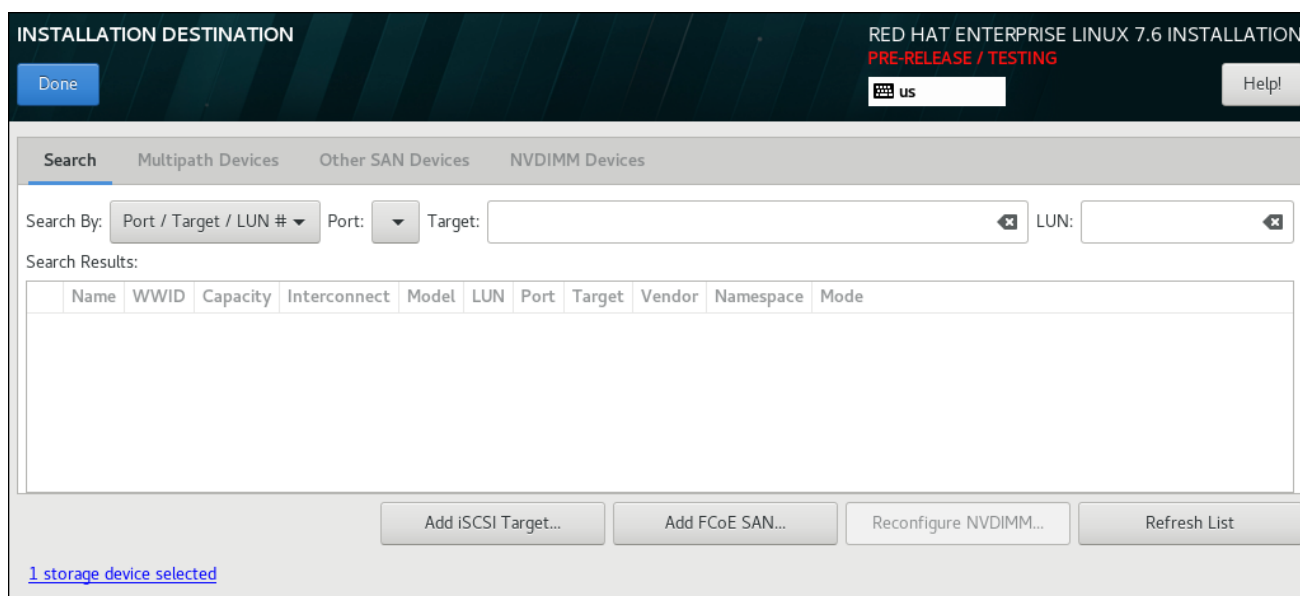 INSTALLATION DESTINATION
RED HAT ENTERPRISE LINUX 7.6 INSTALLATION
PRE-RELEASE / TESTING
Done
us
Help!
Search Multipath Devices Other SAN Devices NVDIMM Devices
Search By: Port / Target / LUN # Port: Target: LUN:
Search Results:
Name WWID Capacity Interconnect Model LUN Port Target Vendor Namespace Mode
Add iSCSI Target... Add FCoE SAN... Reconfigure NVDIMM... Refresh List
1 storage device selected